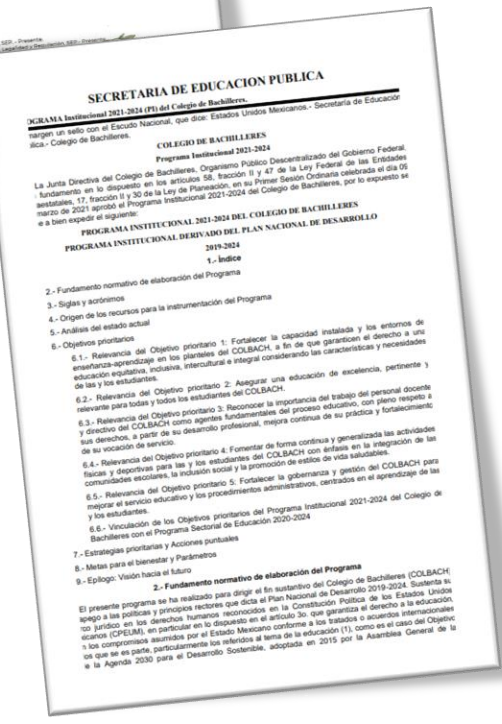 SEP.- Presente
Legalidad y Regulación, SEP.- Presente
SECRETARIA DE EDUCACION PUBLICA
OGRAMA Institucional 2021-2024 (PI) del Colegio de Bachilleres.
margen un sello con el Escudo Nacional, que dice: Estados Unidos Mexicanos.- Secretaría de Educación
blica.- Colegio de Bachilleres.
COLEGIO DE BACHILLERES
Programa Institucional 2021-2024
La Junta Directiva del Colegio de Bachilleres, Organismo Público Descentralizado del Gobierno Federal,
fundamento en lo dispuesto en los artículos 58, fracción II y 47 de la Ley Federal de las Entidades
aestatales, 17, fracción II y 30 de la Ley de Planeación, en su Primer Sesión Ordinaria celebrada el día 09
marzo de 2021 aprobó el Programa Institucional 2021-2024 del Colegio de Bachilleres, por lo expuesto se
e a bien expedir el siguiente:
PROGRAMA INSTITUCIONAL 2021-2024 DEL COLEGIO DE BACHILLERES
PROGRAMA INSTITUCIONAL DERIVADO DEL PLAN NACIONAL DE DESARROLLO
2019-2024
1.- Índice
2.- Fundamento normativo de elaboración del Programa
3.- Siglas y acrónimos
4.- Origen de los recursos para la instrumentación del Programa
5.- Análisis del estado actual
6.- Objetivos prioritarios
6.1.- Relevancia del Objetivo prioritario 1: Fortalecer la capacidad instalada y los entornos de
enseñanza-aprendizaje en los planteles del COLBACH, a fin de que garanticen el derecho a una
educación equitativa, inclusiva, intercultural e integral considerando las características y necesidades
de las y los estudiantes.
6.2.- Relevancia del Objetivo prioritario 2: Asegurar una educación de excelencia, pertinente y
relevante para todas y todos los estudiantes del COLBACH.
6.3.- Relevancia del Objetivo prioritario 3: Reconocer la importancia del trabajo del personal docente
y directivo del COLBACH como agentes fundamentales del proceso educativo, con pleno respeto a
sus derechos, a partir de su desarrollo profesional, mejora continua de su práctica y fortalecimiento
de su vocación de servicio.
6.4.- Relevancia del Objetivo prioritario 4: Fomentar de forma continua y generalizada las actividades
físicas y deportivas para las y los estudiantes del COLBACH con énfasis en la integración de las
comunidades escolares, la inclusión social y la promoción de estilos de vida saludables.
6.5.- Relevancia del Objetivo prioritario 5: Fortalecer la gobernanza y gestión del COLBACH para
mejorar el servicio educativo y los procedimientos administrativos, centrados en el aprendizaje de las
y los estudiantes.
6.6.- Vinculación de los Objetivos prioritarios del Programa Institucional 2021-2024 del Colegio de
Bachilleres con el Programa Sectorial de Educación 2020-2024
7.- Estrategias prioritarias y Acciones puntuales
8.- Metas para el bienestar y Parámetros
9.- Epílogo: Visión hacia el futuro
2.- Fundamento normativo de elaboración del Programa
El presente programa se ha realizado para dirigir el fin sustantivo del Colegio de Bachilleres (COLBACH)
apego a las políticas y principios rectores que dicta el Plan Nacional de Desarrollo 2019-2024. Sustenta su
co jurídico en los derechos humanos reconocidos en la Constitución Política de los Estados Unidos
xicanos (CPEUM), en particular en lo dispuesto en el artículo 3o. que garantiza el derecho a la educación,
n los compromisos asumidos por el Estado Mexicano conforme a los tratados o acuerdos internacionales
os que se es parte, particularmente los referidos al tema de la educación (1), como es el caso del Objetivo
e la Agenda 2030 para el Desarrollo Sostenible, adoptada en 2015 por la Asamblea General de la